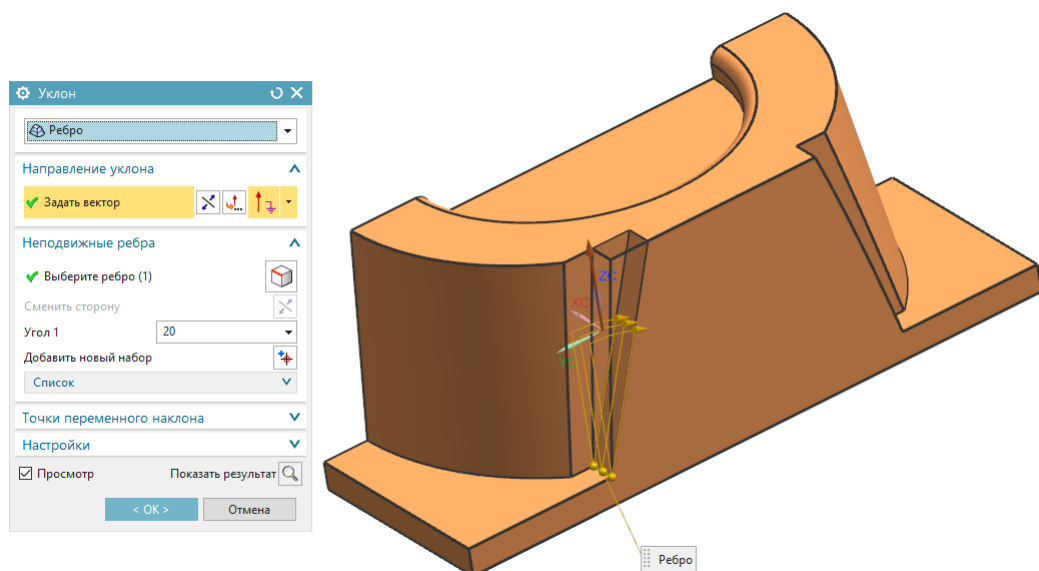 Уклон
Ребро
Направление уклона
Задать вектор
Неподвижные ребра
Выберите ребро (1)
Сменить сторону
Угол 1 20
Добавить новый набор
Список
Точки переменного наклона
Настройки
Просмотр Показать результат
< OK > Отмена
ZC
XC
YC
Ребро